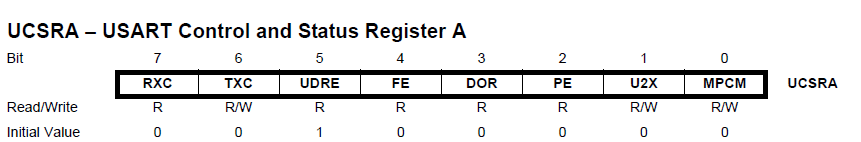 UCSRA – USART Control and Status Register A
Bit 7 6 5 4 3 2 1 0
RXC TXC UDRE FE DOR PE U2X MPCM UCSRA
Read/Write R R/W R R R R R/W R/W
Initial Value 0 0 1 0 0 0 0 0